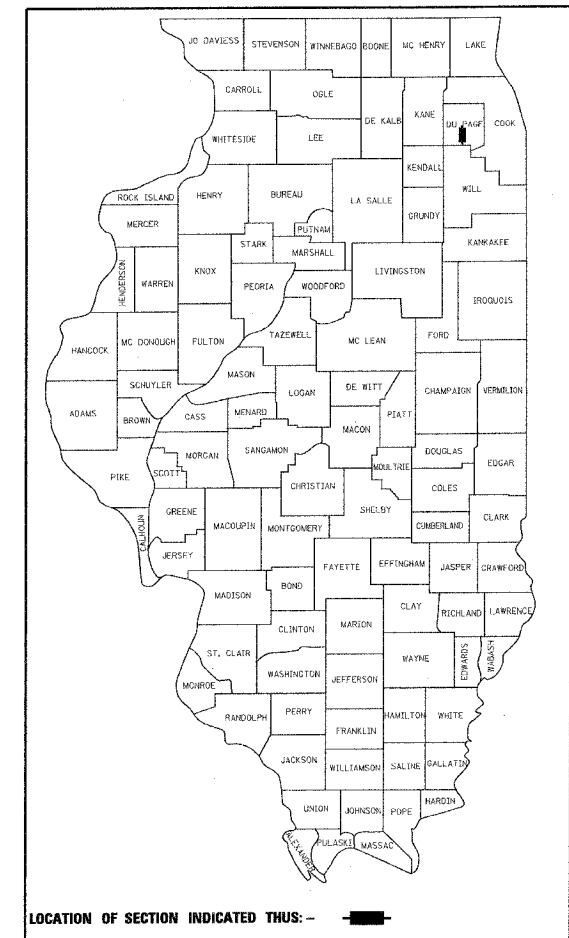 JO DAVIESS STEVENSON WINNEBAGO BOONE MC HENRY LAKE
CARROLL OGLE DE KALB KANE DU PAGE COOK
WHITESIDE LEE
KENDALL
WILL
ROCK ISLAND HENRY BUREAU LA SALLE GRUNDY
MERCER PUTNAM
STARK MARSHALL KANKAKEE
HENDERSON WARREN KNOX PEORIA WOODFORD LIVINGSTON
IROQUOIS
TAZEWELL MC LEAN FORD
HANCOCK MC DONOUGH FULTON
MASON
SCHUYLER LOGAN DE WITT CHAMPAIGN VERMILION
ADAMS BROWN CASS MENARD PIATT
MACON
MORGAN SANGAMON DOUGLAS EDGAR
PIKE SCOTT CHRISTIAN MOULTRIE COLES
GREENE SHELBY
CALHOUN MACOUPIN MONTGOMERY CUMBERLAND CLARK
JERSEY
FAYETTE EFFINGHAM JASPER CRAWFORD
MADISON BOND
CLAY RICHLAND LAWRENCE
CLINTON MARION
ST. CLAIR WAYNE EDWARDS WABASH
WASHINGTON JEFFERSON
MONROE
RANDOLPH PERRY HAMILTON WHITE
FRANKLIN
JACKSON WILLIAMSON SALINE GALLATIN
HARDIN
UNION JOHNSON POPE
ALEXANDER PULASKI MASSAC
LOCATION OF SECTION INDICATED THUS: -